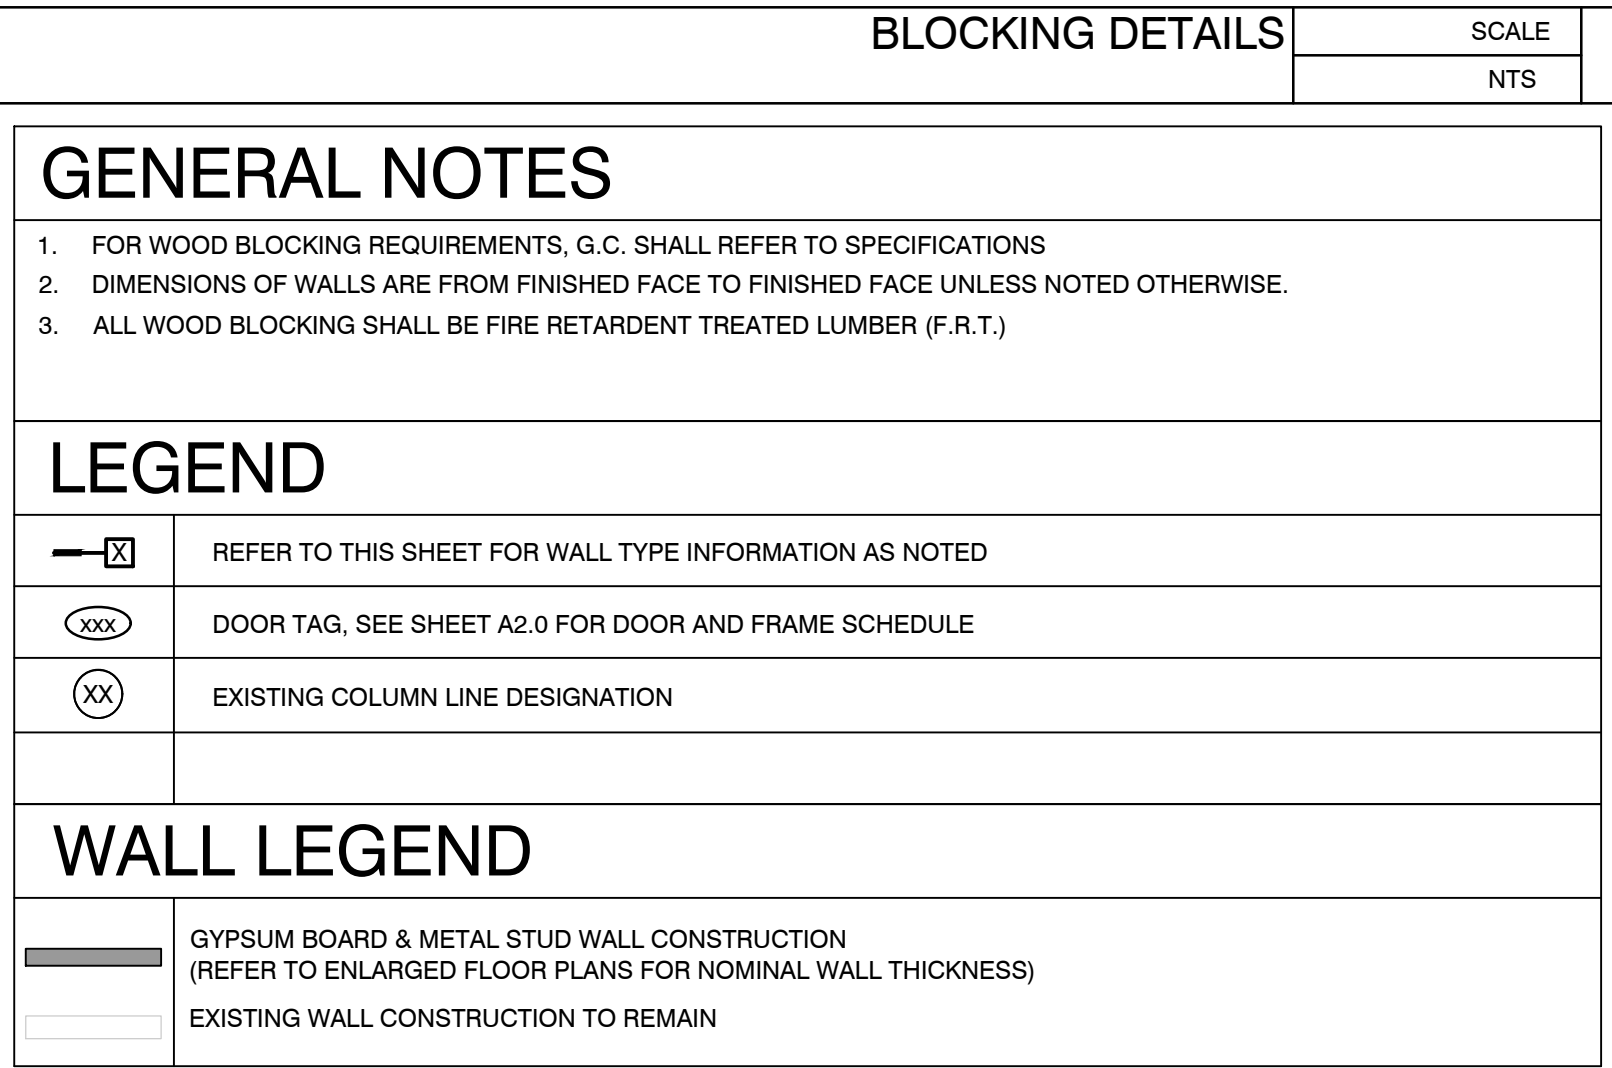 BLOCKING DETAILS
SCALE
NTS
GENERAL NOTES
1. FOR WOOD BLOCKING REQUIREMENTS, G.C. SHALL REFER TO SPECIFICATIONS
2. DIMENSIONS OF WALLS ARE FROM FINISHED FACE TO FINISHED FACE UNLESS NOTED OTHERWISE.
3. ALL WOOD BLOCKING SHALL BE FIRE RETARDENT TREATED LUMBER (F.R.T.)
LEGEND
X REFER TO THIS SHEET FOR WALL TYPE INFORMATION AS NOTED
XXX DOOR TAG, SEE SHEET A2.0 FOR DOOR AND FRAME SCHEDULE
XX EXISTING COLUMN LINE DESIGNATION
WALL LEGEND
GYPSUM BOARD & METAL STUD WALL CONSTRUCTION
(REFER TO ENLARGED FLOOR PLANS FOR NOMINAL WALL THICKNESS)
EXISTING WALL CONSTRUCTION TO REMAIN